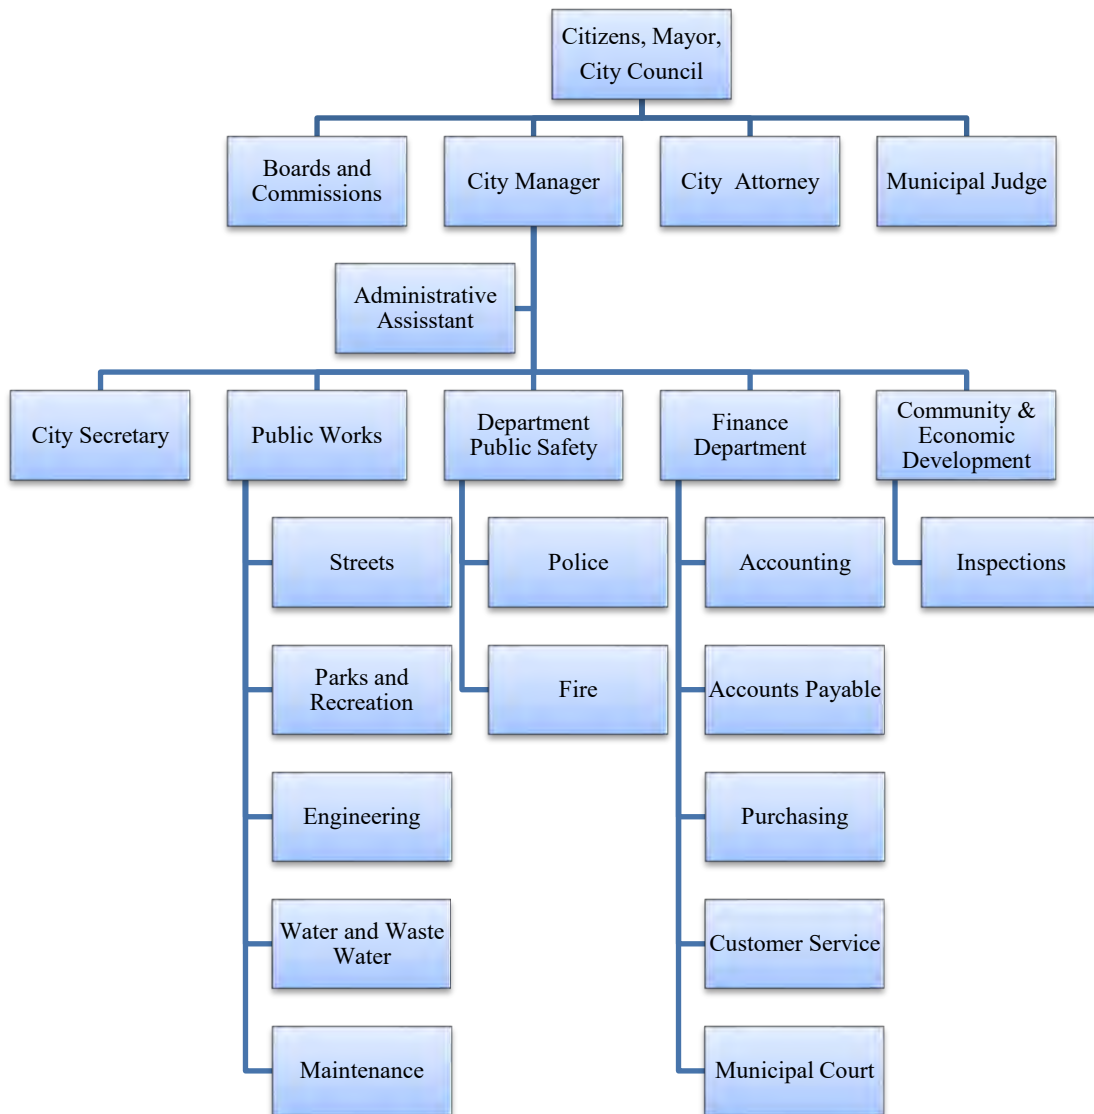 Citizens, Mayor,
City Council
Boards and
Commissions
City Manager
City  Attorney
Municipal Judge
Administrative
Assisstant
City Secretary
Public Works
Department
Public Safety
Finance
Department
Community &
Economic
Development
Streets
Police
Accounting
Inspections
Parks and
Recreation
Fire
Accounts Payable
Engineering
Purchasing
Water and Waste
Water
Customer Service
Maintenance
Municipal Court